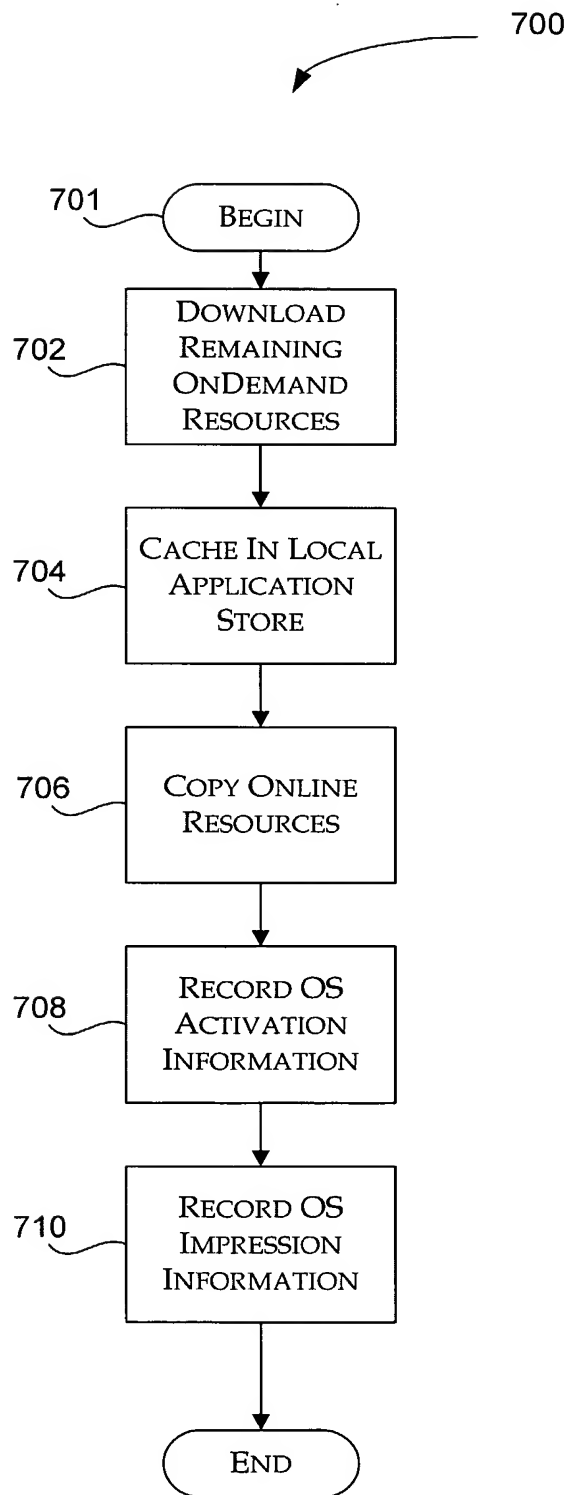 700
701
BEGIN
702
DOWNLOAD
REMAINING
ONDEMAND
RESOURCES
704
CACHE IN LOCAL
APPLICATION
STORE
706
COPY ONLINE
RESOURCES
708
RECORD OS
ACTIVATION
INFORMATION
710
RECORD OS
IMPRESSION
INFORMATION
END